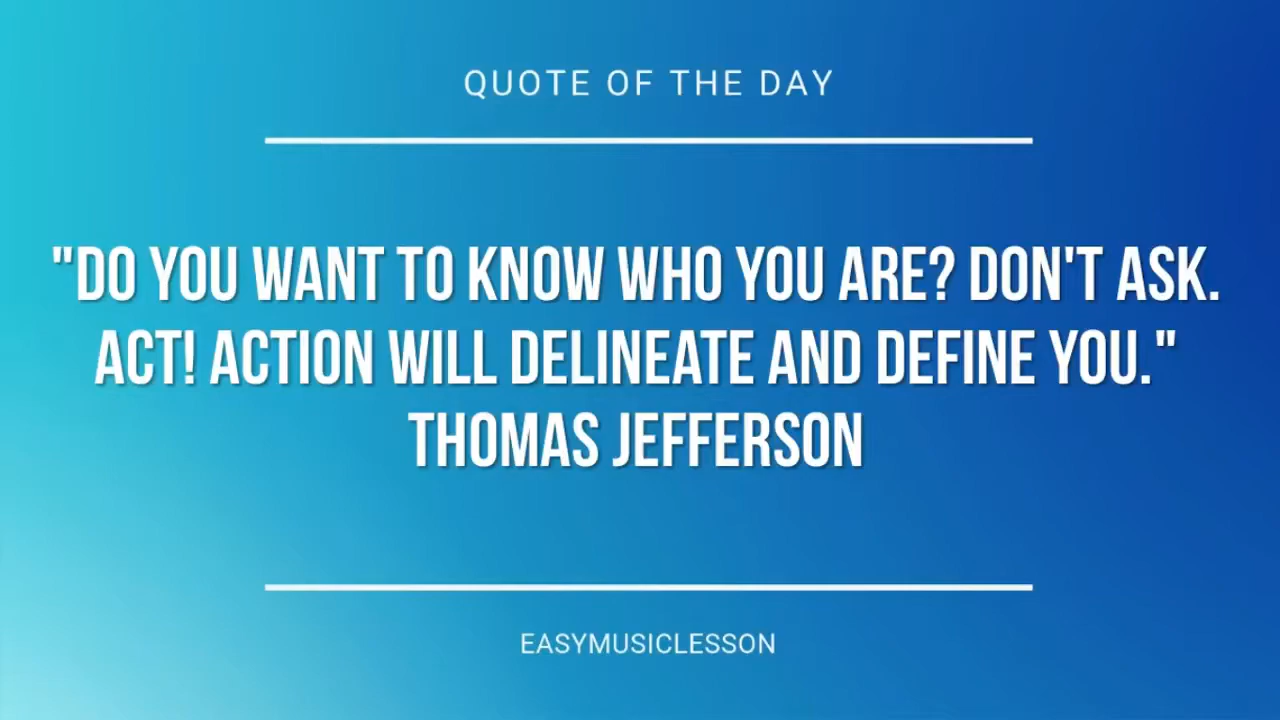 QUOTE OF THE DAY
"DO YOU WANT TO KNOW WHO YOU ARE? DON'T ASK.
ACT! ACTION WILL DELINEATE AND DEFINE YOU."
THOMAS JEFFERSON
EASYMUSICLESSON